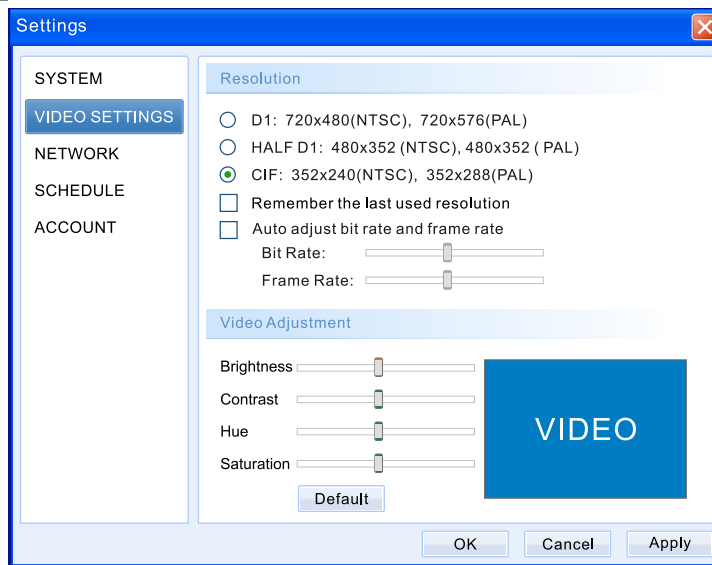 Settings
SYSTEM
VIDEO SETTINGS
NETWORK
SCHEDULE
ACCOUNT
Resolution
D1: 720x480(NTSC), 720x576(PAL)
HALF D1: 480x352 (NTSC), 480x352 ( PAL)
CIF: 352x240(NTSC), 352x288(PAL)
Remember the last used resolution
Auto adjust bit rate and frame rate
Bit Rate:
Frame Rate:
Video Adjustment
Brightness
Contrast
Hue
Saturation
VIDEO
Default
OK Cancel Apply